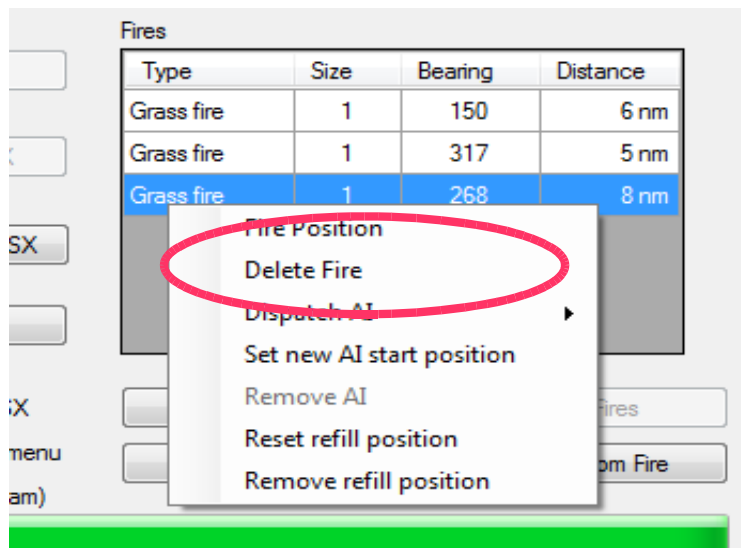 Fires
Type Size Bearing Distance
Grass fire 1 150 6 nm
Grass fire 1 317 5 nm
Grass fire 1 268 8 nm
Fire Position
SX
Delete Fire
Dispatch AI
Set new AI start position
SX
Remove AI
Fires
Reset refill position
menu
om Fire
Remove refill position
am)